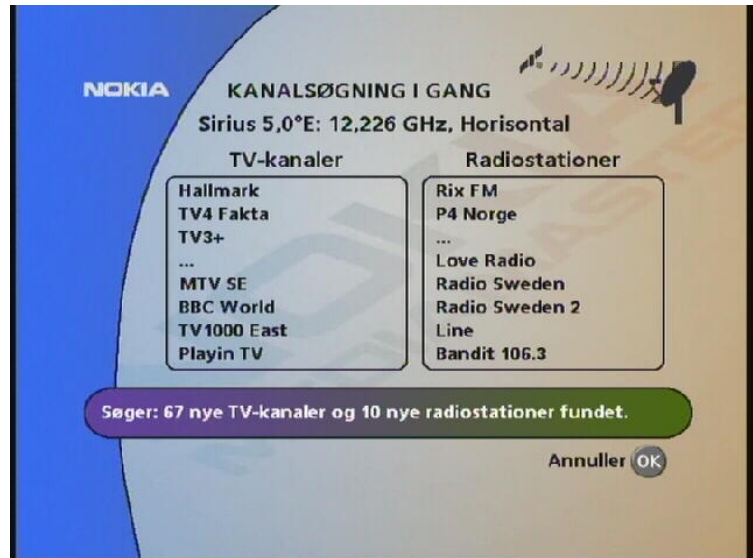 NOKIA
KANALSØGNING I GANG
Sirius 5,0°E: 12,226 GHz, Horisontal
TV-kanaler
Hallmark
TV4 Fakta
TV3+
...
MTV SE
BBC World
TV1000 East
Playin TV
Radiostationer
Rix FM
P4 Norge
...
Love Radio
Radio Sweden
Radio Sweden 2
Line
Bandit 106.3
Søger: 67 nye TV-kanaler og 10 nye radiostationer fundet.
Annuller OK
NOKIA
MEDIAMASTER